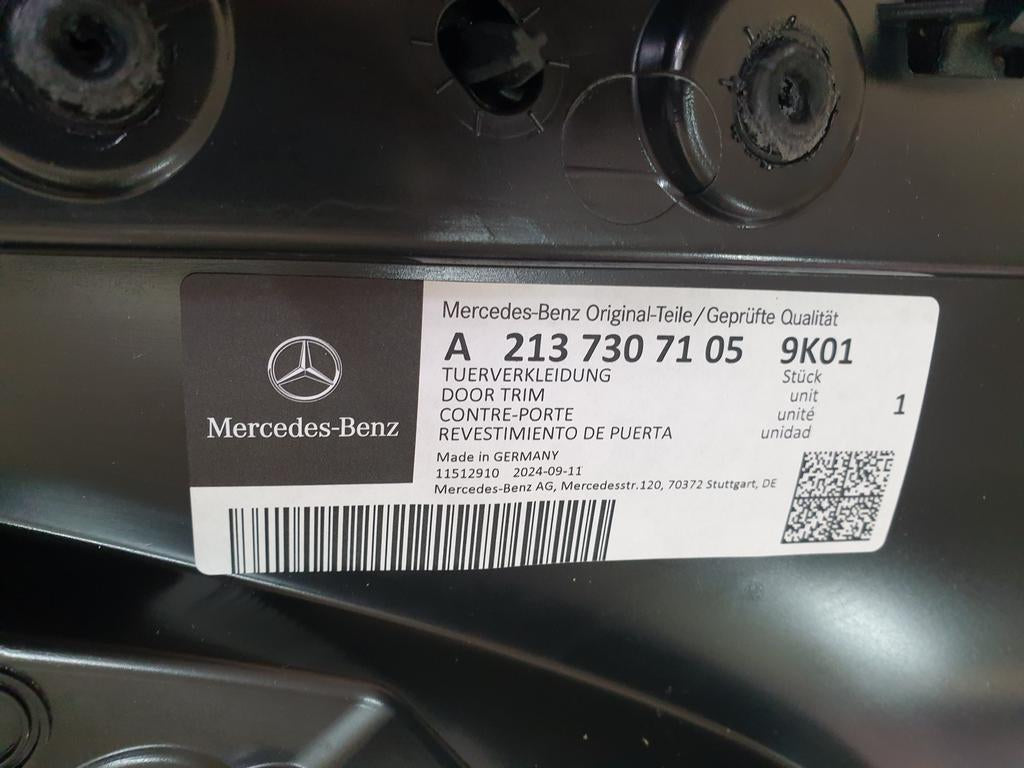 Mercedes-Benz
Mercedes-Benz Original-Teile/Geprüfte Qualität
A 213 730 71 05 9K01
TUERVERKLEIDUNG Stück
DOOR TRIM unit
CONTRE-PORTE unité 1
REVESTIMIENTO DE PUERTA unidad
Made in GERMANY
11512910 2024-09-11
Mercedes-Benz AG, Mercedesstr.120, 70372 Stuttgart, DE